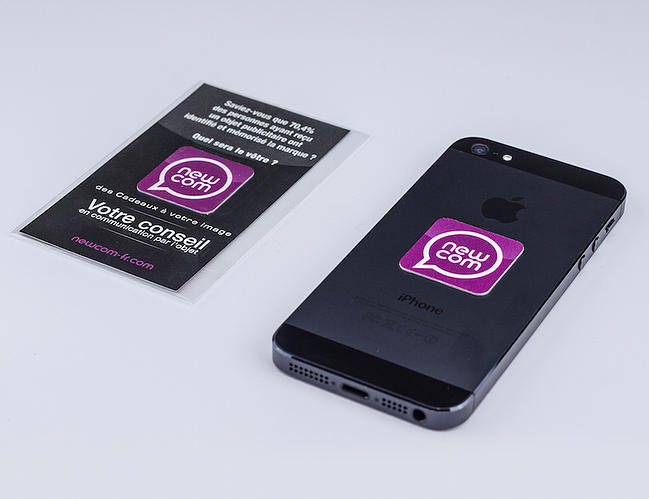 Saviez-vous que 70,4%
des personnes ayant reçu
un objet publicitaire ont
identifié et mémorisé la marque ?
Quel sera le vôtre ?
new
com
des Cadeaux à votre image
Votre conseil
en communication par l'objet
newcom-fr.com
new
com
iPhone